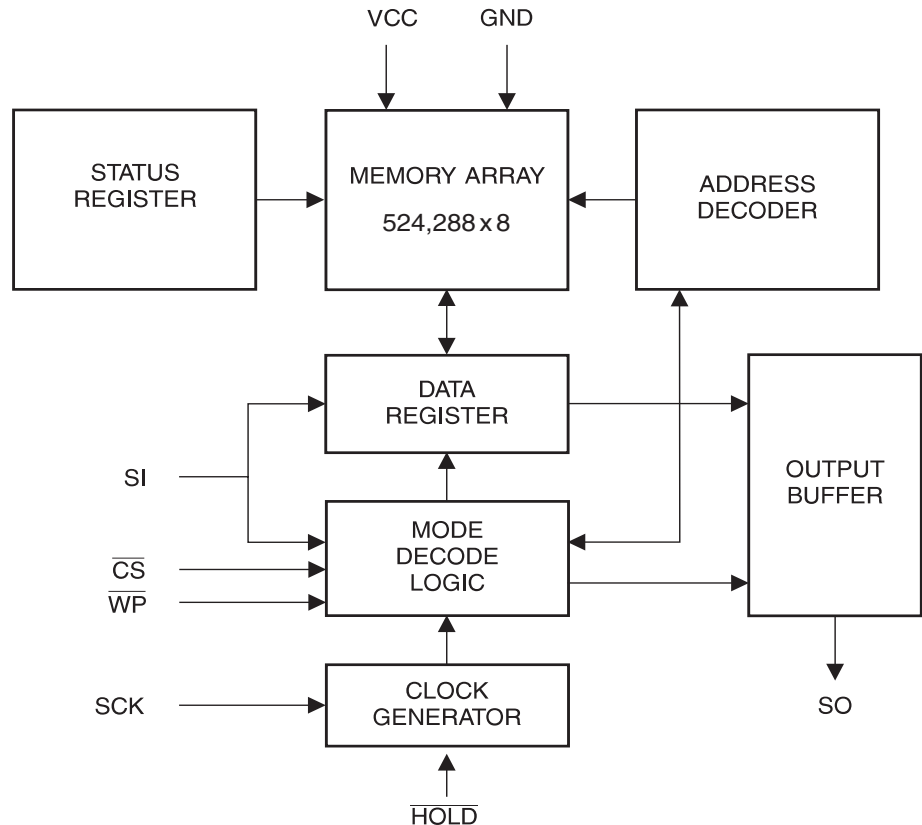 VCC
GND
STATUS
REGISTER
MEMORY ARRAY
524,288 x 8
ADDRESS
DECODER
DATA
REGISTER
OUTPUT
BUFFER
SI
MODE
DECODE
LOGIC
CS
WP
SCK
CLOCK
GENERATOR
SO
HOLD